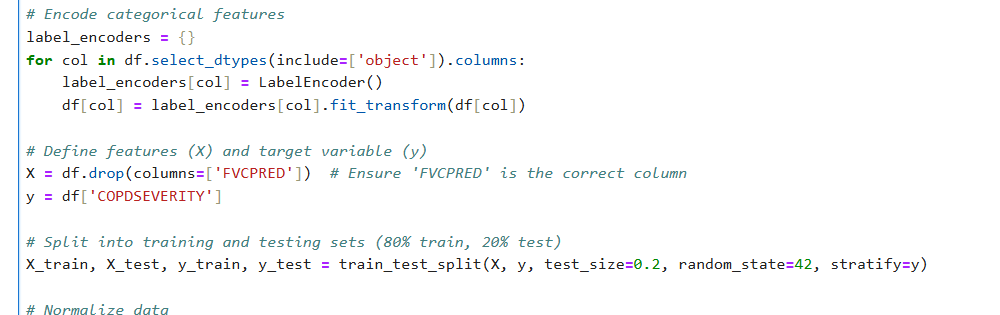 # Encode categorical features
label_encoders = {}
for col in df.select_dtypes(include=['object']).columns:
    label_encoders[col] = LabelEncoder()
    df[col] = label_encoders[col].fit_transform(df[col])

# Define features (X) and target variable (y)
X = df.drop(columns=['FVCPRED'])  # Ensure 'FVCPRED' is the correct column
y = df['COPDSEVERITY']

# Split into training and testing sets (80% train, 20% test)
X_train, X_test, y_train, y_test = train_test_split(X, y, test_size=0.2, random_state=42, stratify=y)

# Normalize data